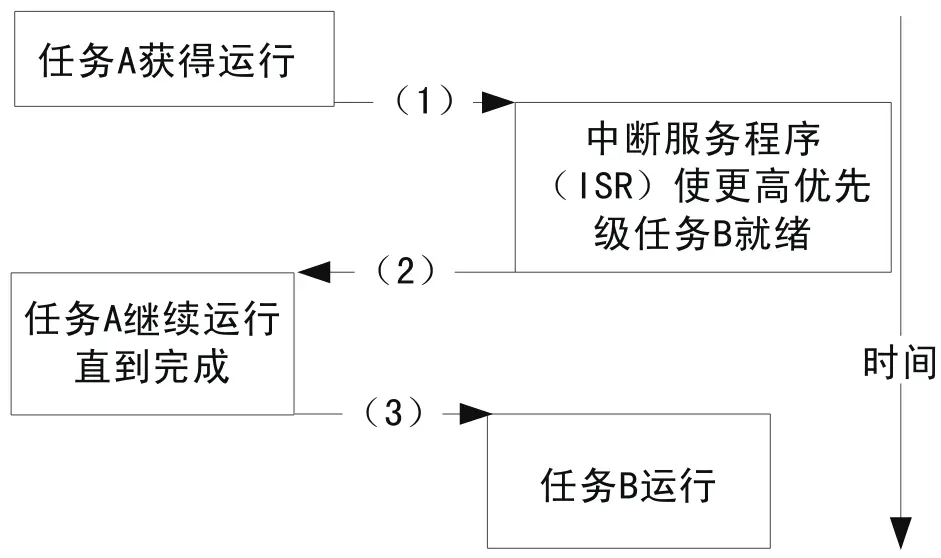 任务A获得运行
（1）
中断服务程序
（ISR）使更高优先
级任务B就绪
（2）
任务A继续运行
直到完成
时间
（3）
任务B运行